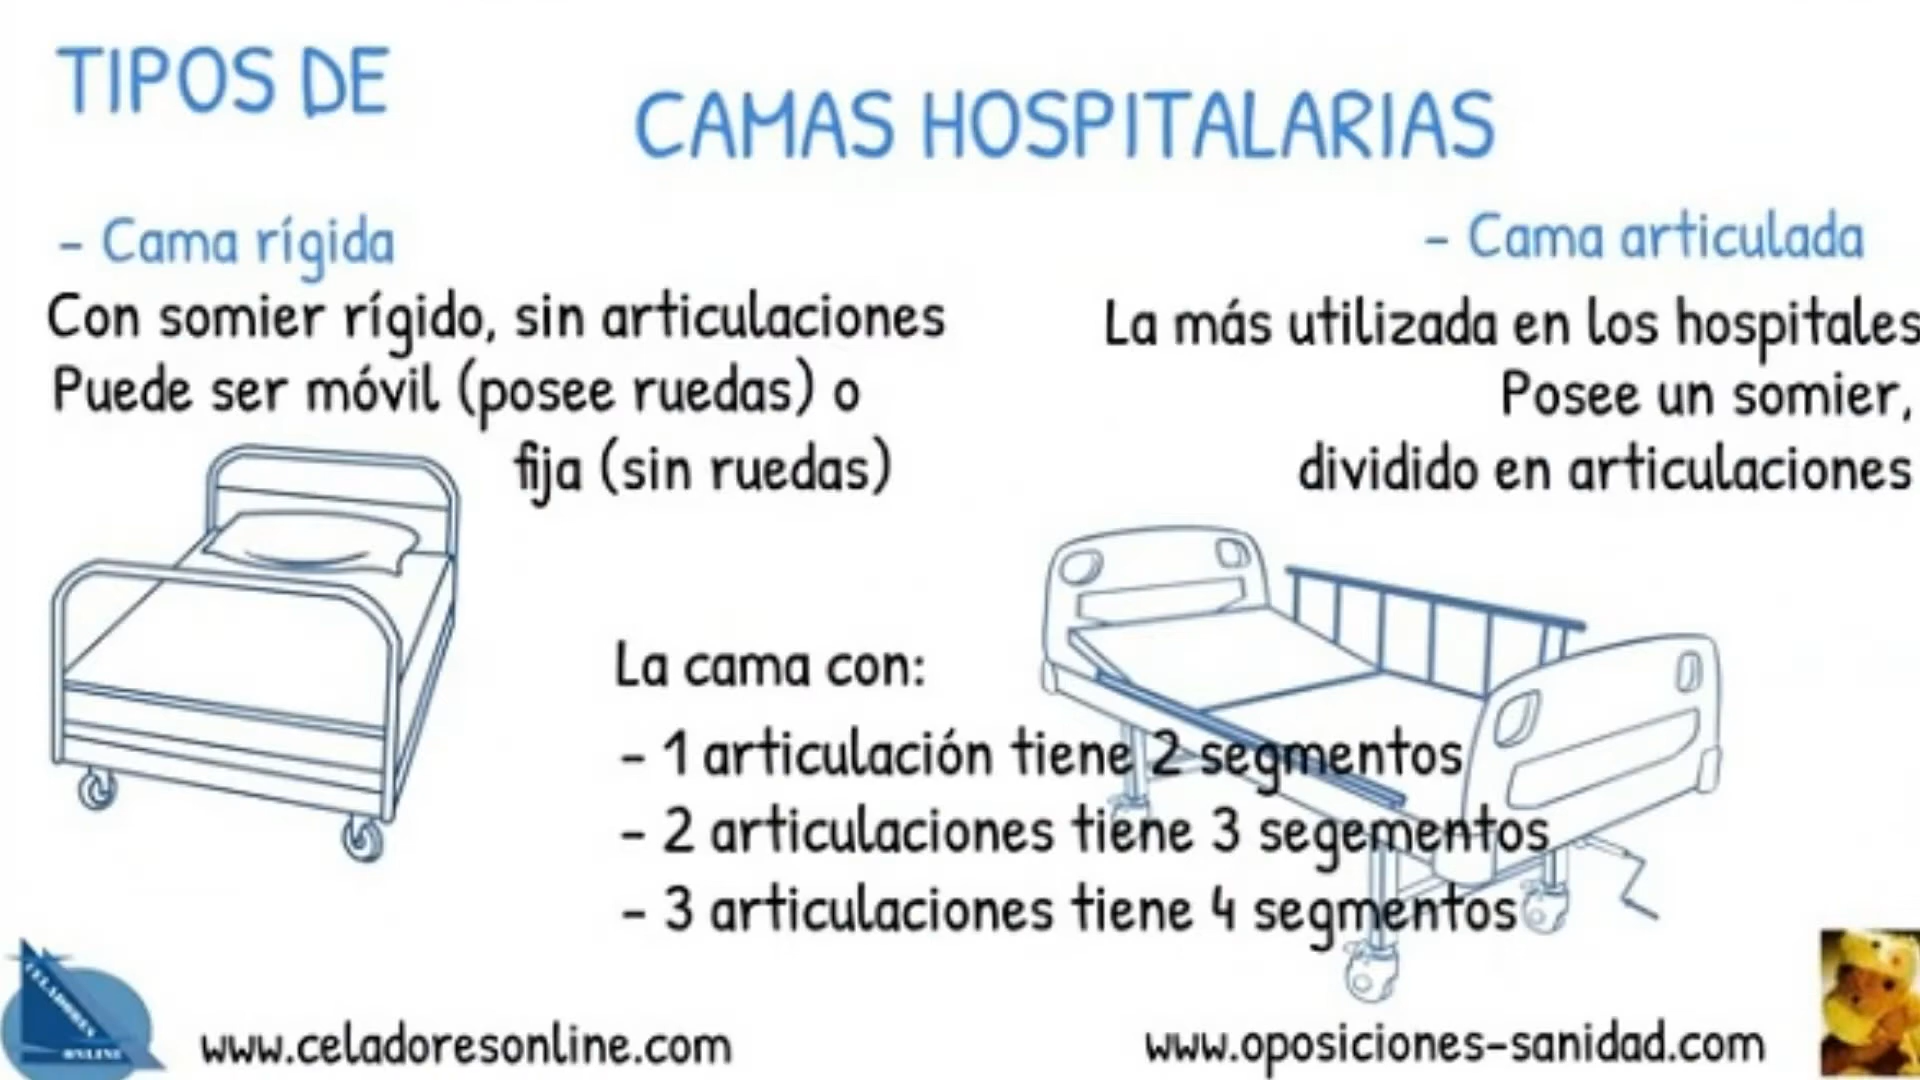 TIPOS DE
CAMAS HOSPITALARIAS
- Cama rígida
Con somier rígido, sin articulaciones
Puede ser móvil (posee ruedas) o
fija (sin ruedas)
- Cama articulada
La más utilizada en los hospitales
Posee un somier,
dividido en articulaciones
La cama con:
- 1 articulación tiene 2 segmentos
- 2 articulaciones tiene 3 segementos
- 3 articulaciones tiene 4 segmentos
CELADORES
ONLINE
www.celadoresonline.com
www.oposiciones-sanidad.com